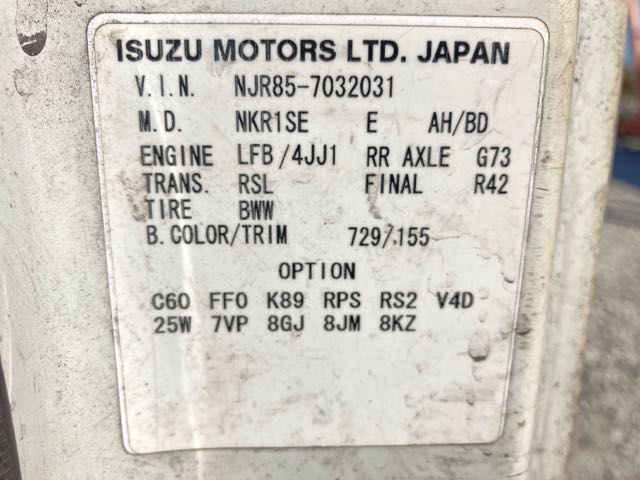 ISUZU MOTORS LTD. JAPAN
V.I.N. NJR85-7032031
M.D. NKR1SE E AH/BD
ENGINE LFB/4JJ1 RR AXLE G73
TRANS. RSL FINAL R42
TIRE BWW
B.COLOR/TRIM 729/155
OPTION
C60 FF0 K89 RPS RS2 V4D
25W 7VP 8GJ 8JM 8KZ